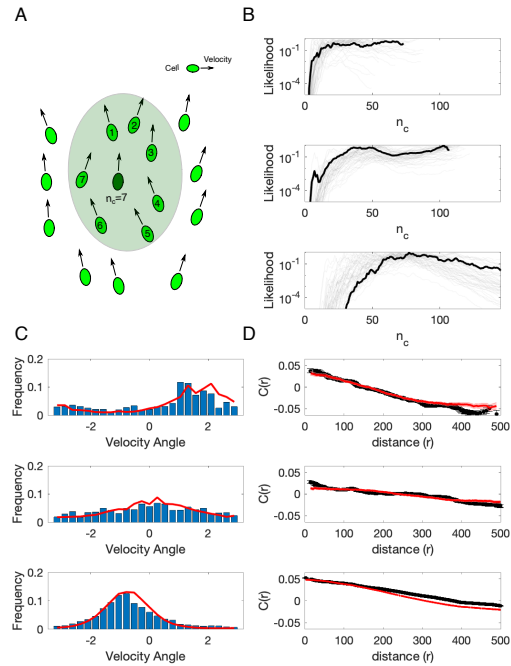 A
Cell
Velocity
1
2
3
7
n_c=7
4
6
5
B
Likelihood
10^-1
10^-4
0
50
100
n_c
Likelihood
10^-1
10^-4
0
50
100
n_c
Likelihood
10^-1
10^-4
0
50
100
n_c
C
Frequency
0.2
0.1
0
-2
0
2
Velocity Angle
Frequency
0.2
0.1
0
-2
0
2
Velocity Angle
Frequency
0.2
0.1
0
-2
0
2
Velocity Angle
D
C(r)
0.05
0
-0.05
0 100 200 300 400 500
distance (r)
C(r)
0.05
0
-0.05
0 100 200 300 400 500
distance (r)
C(r)
0.05
0
-0.05
0 100 200 300 400 500
distance (r)